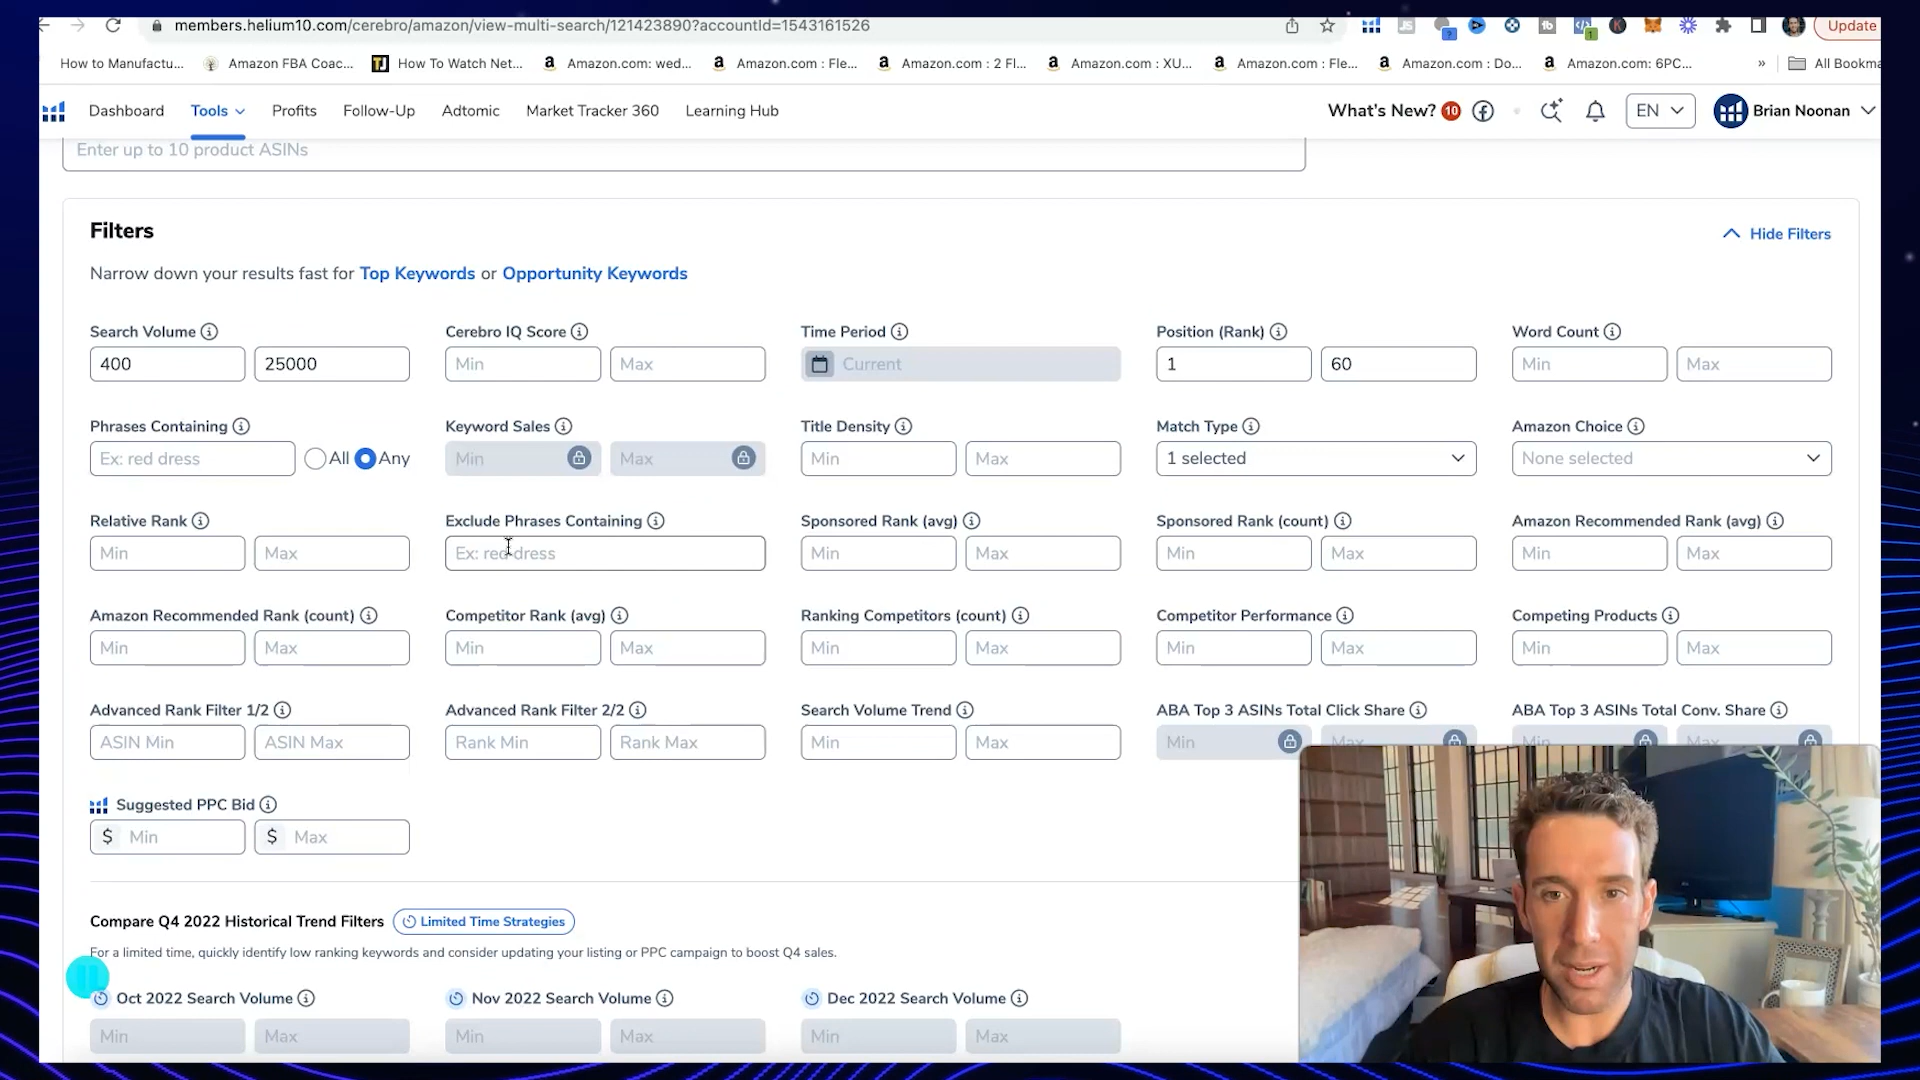 members.helium10.com/cerebro/amazon/view-multi-search/121423890?accountId=1543161526
Update
How to Manufactu... Amazon FBA Coac... How To Watch Net... Amazon.com: wed... Amazon.com : Fle... Amazon.com : 2 Fl... Amazon.com : XU... Amazon.com : Fle... Amazon.com : Do... Amazon.com: 6PC... » All Bookma
Dashboard Tools Profits Follow-Up Adtomic Market Tracker 360 Learning Hub What's New? 10 EN Brian Noonan
Enter up to 10 product ASINs
Filters
Hide Filters
Narrow down your results fast for Top Keywords or Opportunity Keywords
Search Volume Cerebro IQ Score Time Period Position (Rank) Word Count
400 25000 Min Max Current 1 60 Min Max
Phrases Containing Keyword Sales Title Density Match Type Amazon Choice
Ex: red dress All Any Min Max Min Max 1 selected None selected
Relative Rank Exclude Phrases Containing Sponsored Rank (avg) Sponsored Rank (count) Amazon Recommended Rank (avg)
Min Max Ex: red dress Min Max Min Max Min Max
Amazon Recommended Rank (count) Competitor Rank (avg) Ranking Competitors (count) Competitor Performance Competing Products
Min Max Min Max Min Max Min Max Min Max
Advanced Rank Filter 1/2 Advanced Rank Filter 2/2 Search Volume Trend ABA Top 3 ASINs Total Click Share ABA Top 3 ASINs Total Conv. Share
ASIN Min ASIN Max Rank Min Rank Max Min Max Min Max Min Max
Suggested PPC Bid
$ Min $ Max
Compare Q4 2022 Historical Trend Filters Limited Time Strategies
For a limited time, quickly identify low ranking keywords and consider updating your listing or PPC campaign to boost Q4 sales.
Oct 2022 Search Volume Nov 2022 Search Volume Dec 2022 Search Volume
Min Max Min Max Min Max